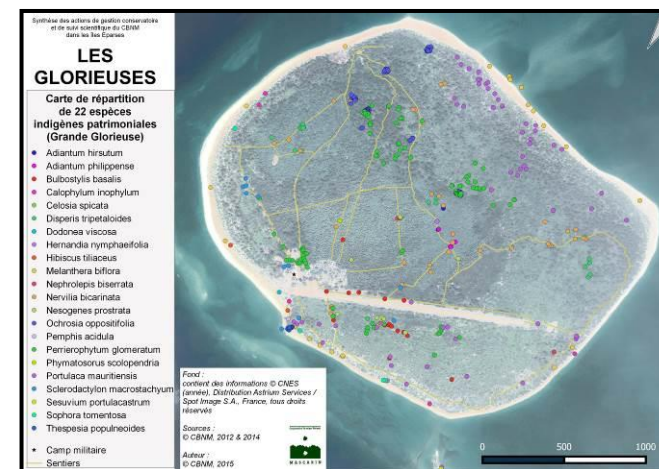 Synthèse des actions de gestion conservatoire
et de suivi scientifique du CBNM
dans les îles Éparses
LES
GLORIEUSES
Carte de répartition
de 22 espèces
indigènes patrimoniales
(Grande Glorieuse)
Adiantum hirsutum
Adiantum philippense
Bulbostylis basalis
Calophylum inophylum
Celosia spicata
Disperis tripetaloides
Dodonea viscosa
Hernandia nymphaeifolia
Hibiscus tiliaceus
Melanthera biflora
Nephrolepis biserrata
Nervilia bicarinata
Nesogenes prostrata
Ochrosia oppositifolia
Pemphis acidula
Perrierophytum glomeratum
Phymatosorus scolopendria
Portulaca mauritiensis
Sclerodactylon macrostachyum
Sesuvium portulacastrum
Sophora tomentosa
Thespesia populneoides
Camp militaire
Sentiers
Fond :
contient des informations © CNES
(année), Distribution Astrium Services /
Spot Image S.A., France, tous droits
réservés
Sources :
© CBNM, 2012 & 2014
Auteur :
© CBNM, 2015
MASCARIN
0 500 1000